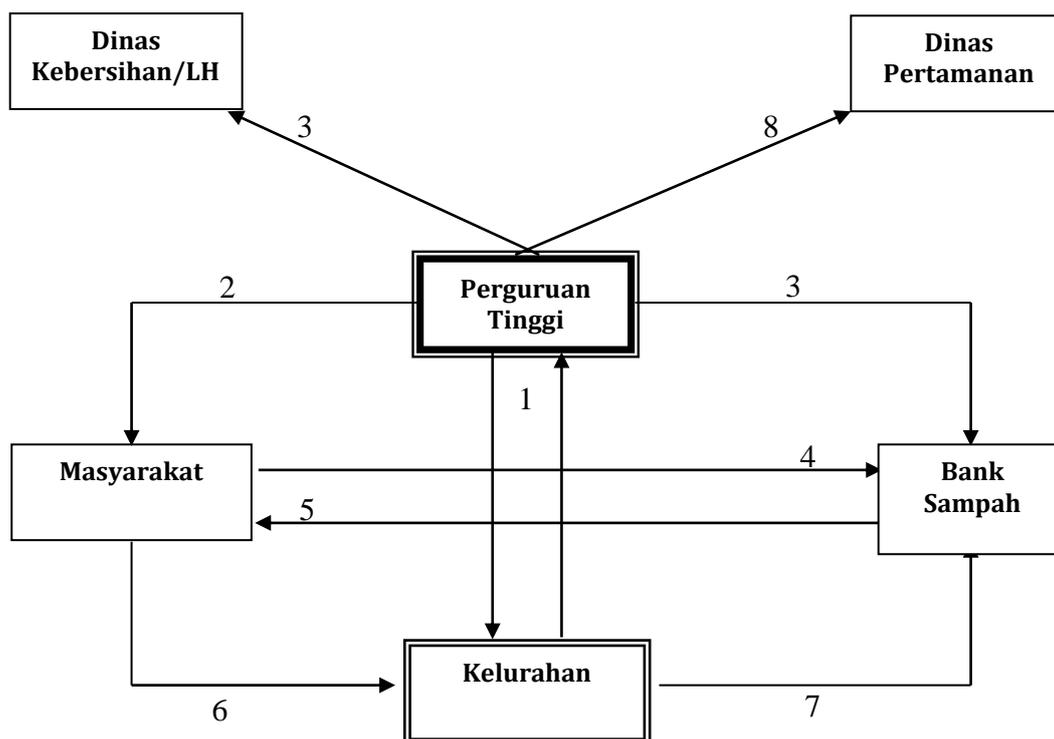 Dinas
Kebersihan/LH
Dinas
Pertamanan
3
8
Perguruan
Tinggi
2
3
1
Masyarakat
4
Bank
Sampah
5
Kelurahan
6
7